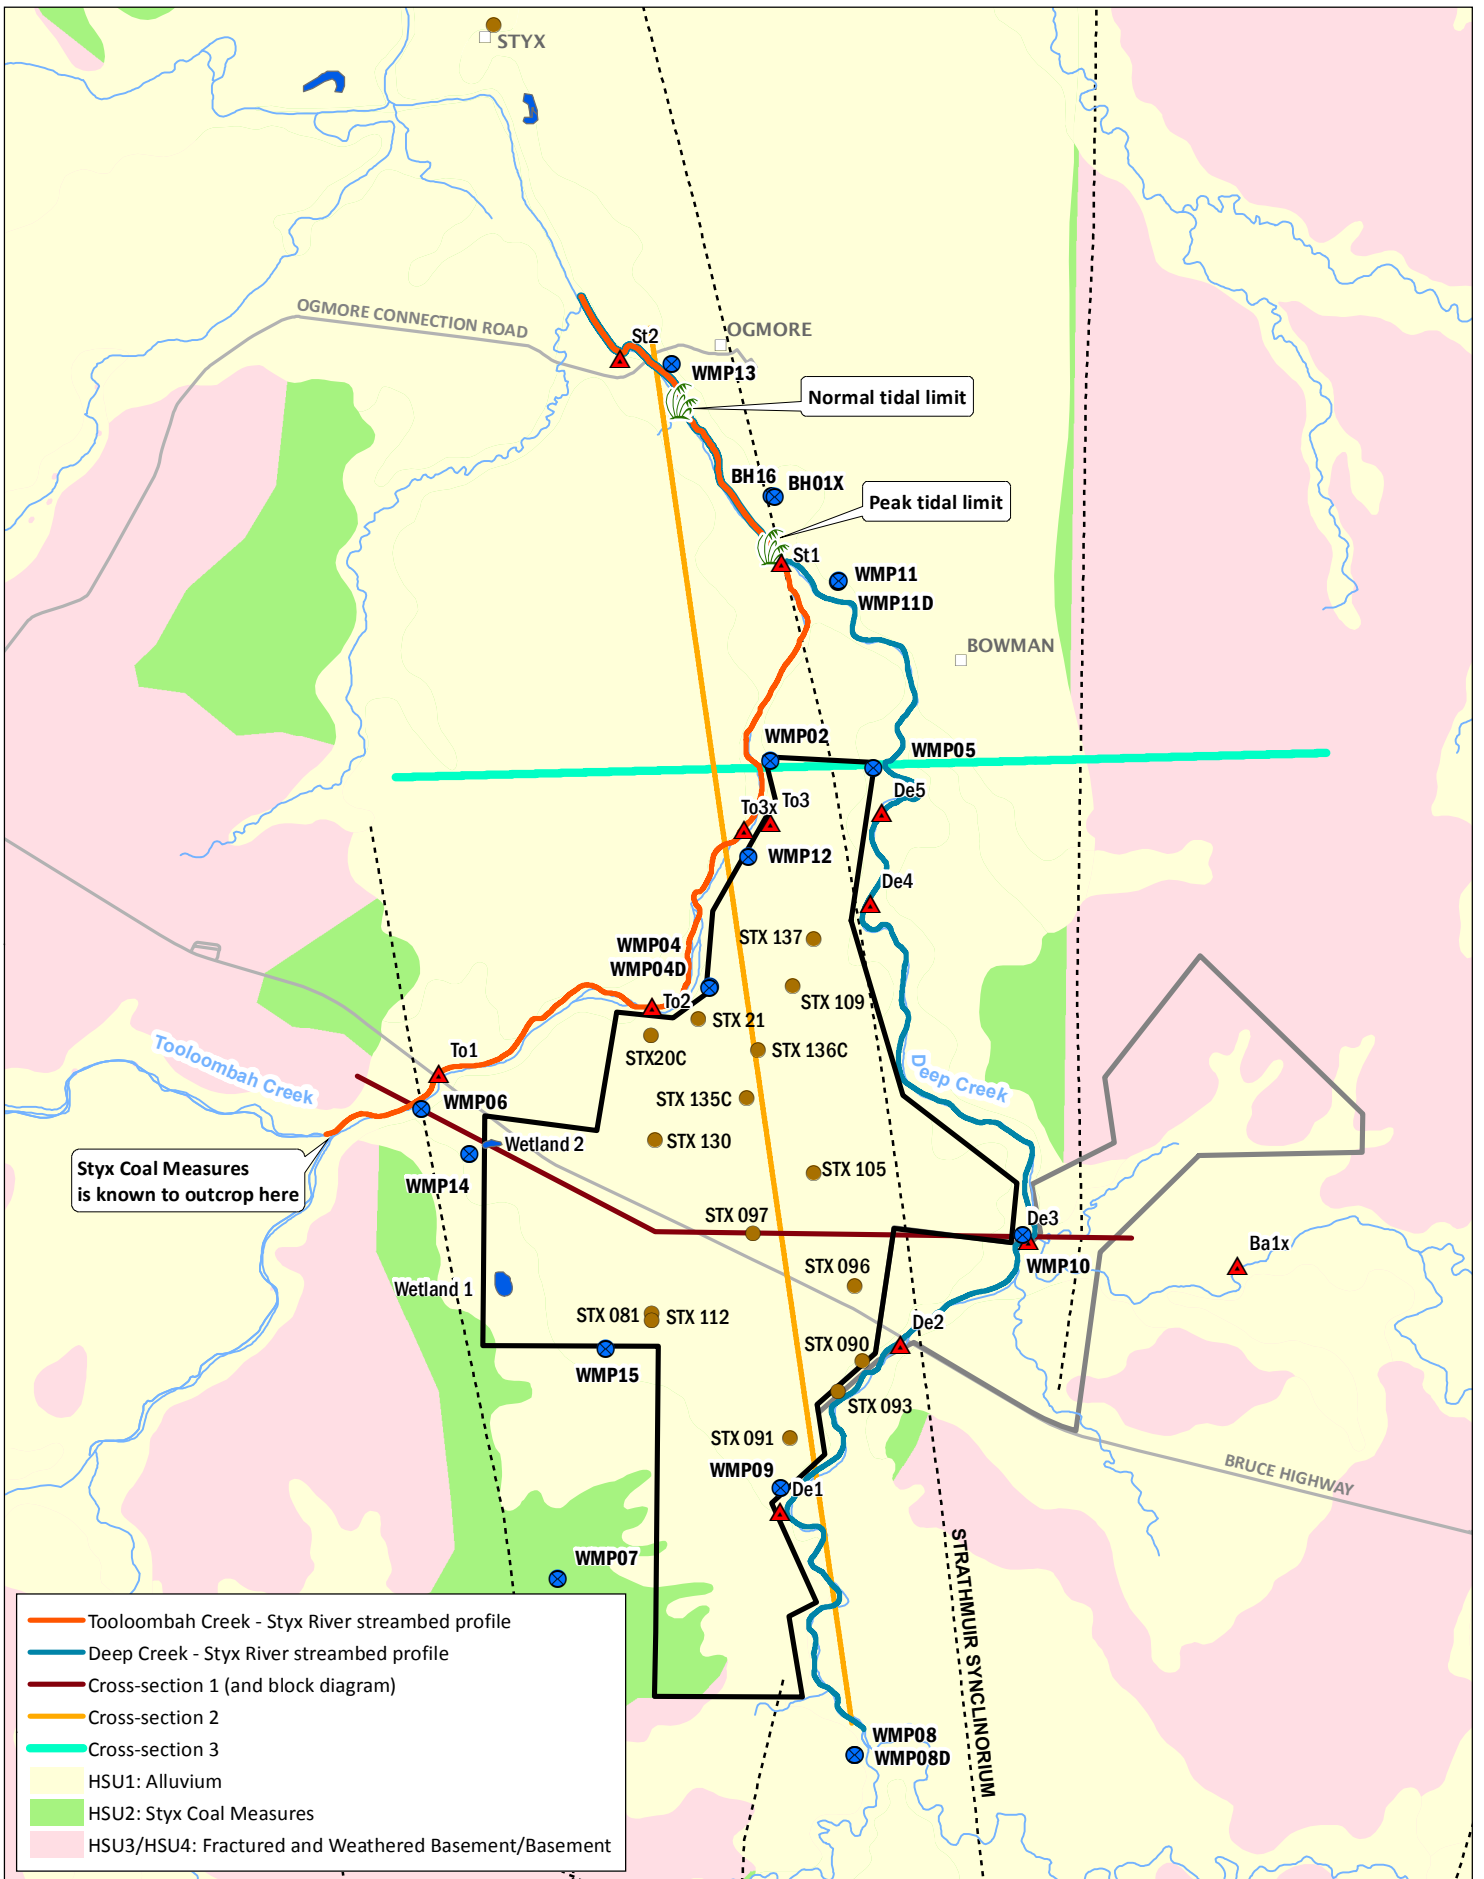 STYX
OGMORE CONNECTION ROAD
St2
OGMORE
WMP13
Normal tidal limit
BH16
BH01X
Peak tidal limit
St1
WMP11
WMP11D
BOWMAN
WMP02
WMP05
To3x
To3
De5
WMP12
De4
WMP04
WMP04D
STX 137
To2
STX 109
STX 21
STX20C
STX 136C
To1
Tooloombah Creek
Deep Creek
WMP06
STX 135C
Wetland 2
STX 130
Styx Coal Measures
is known to outcrop here
WMP14
STX 105
STX 097
De3
Ba1x
WMP10
STX 096
Wetland 1
STX 081
STX 112
De2
STX 090
WMP15
STX 093
STX 091
WMP09
De1
BRUCE HIGHWAY
WMP07
STRATHMUIR SYNCLINORIUM
WMP08
WMP08D
Tooloombah Creek - Styx River streambed profile
Deep Creek - Styx River streambed profile
Cross-section 1 (and block diagram)
Cross-section 2
Cross-section 3
HSU1: Alluvium
HSU2: Styx Coal Measures
HSU3/HSU4: Fractured and Weathered Basement/Basement